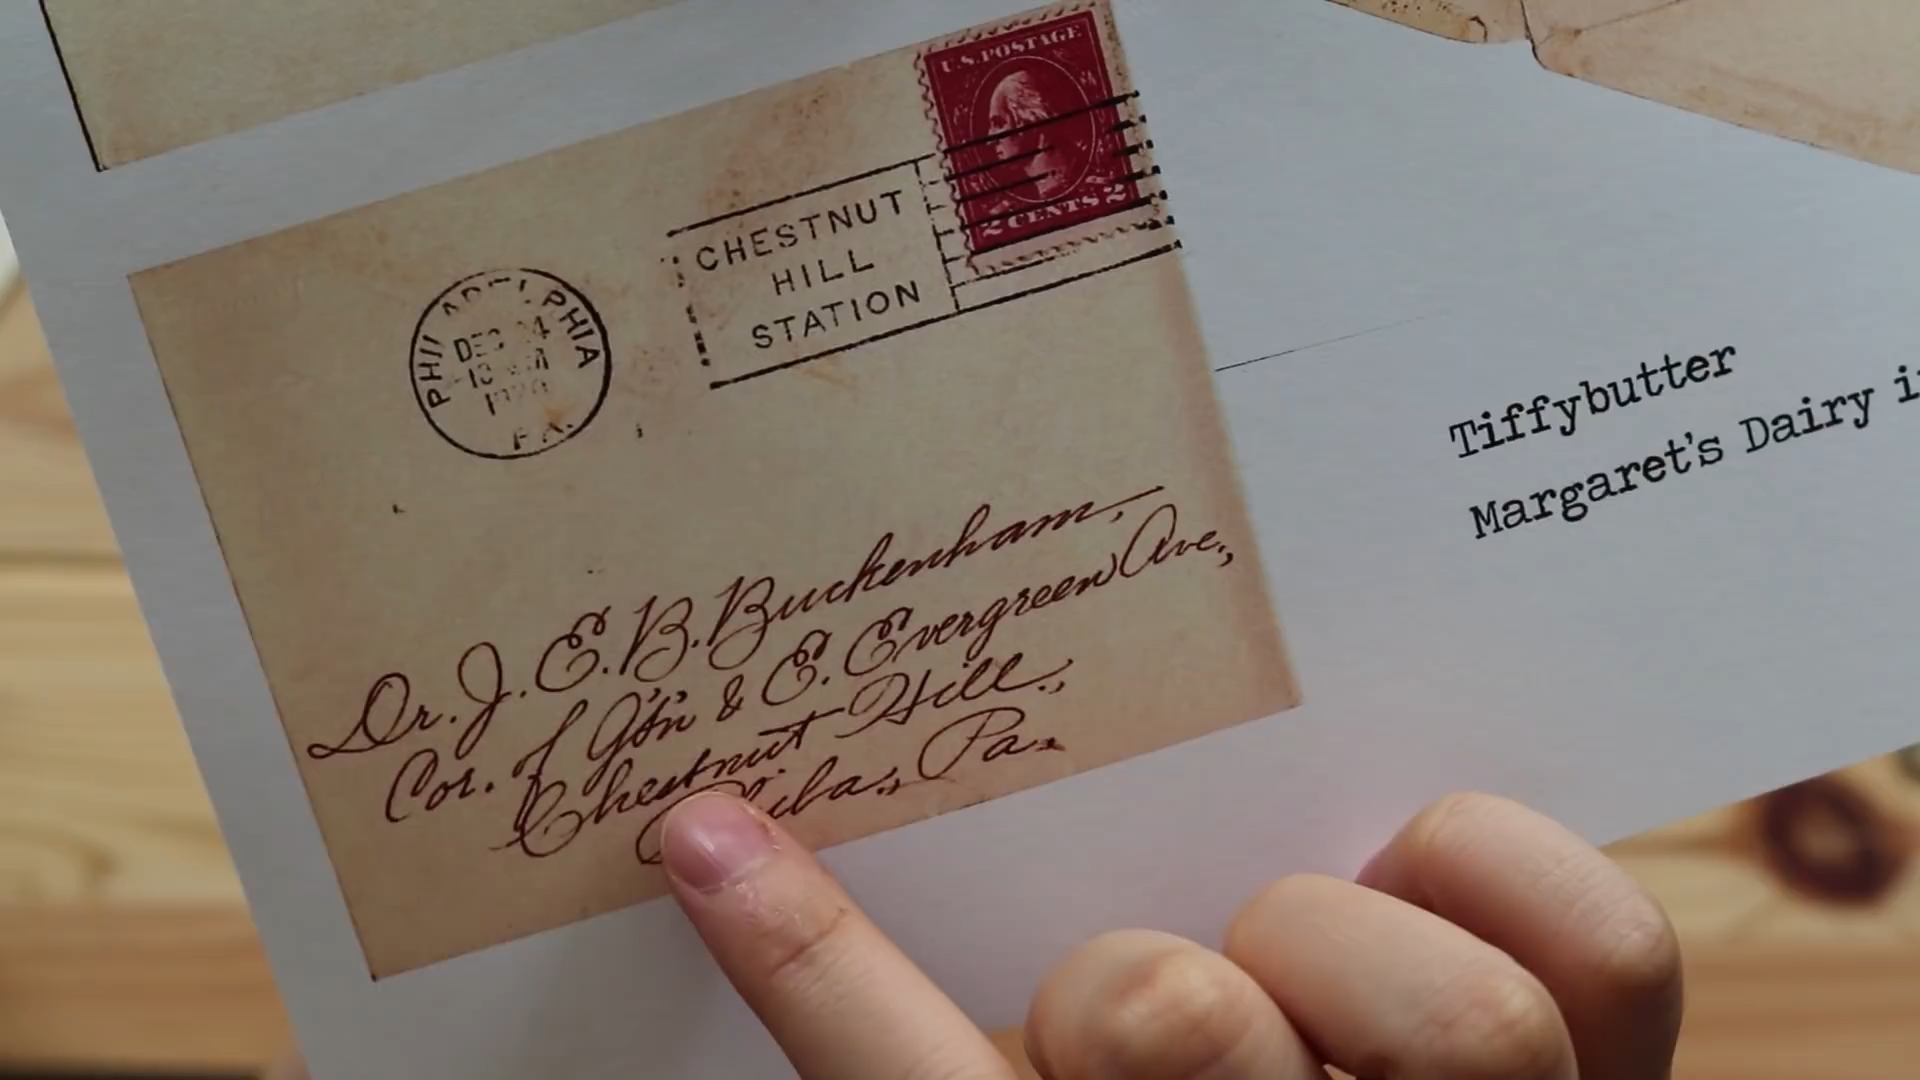 U.S. POSTAGE
2 CENTS 2
CHESTNUT
HILL
STATION
PHILADELPHIA
DEC 24
PA.
Dr. J. E. B. Buckenham,
Cor. of G't'n & E. Evergreen Ave.,
Chestnut Hill,
Phila., Pa.
Tiffybutter
Margaret's Dairy